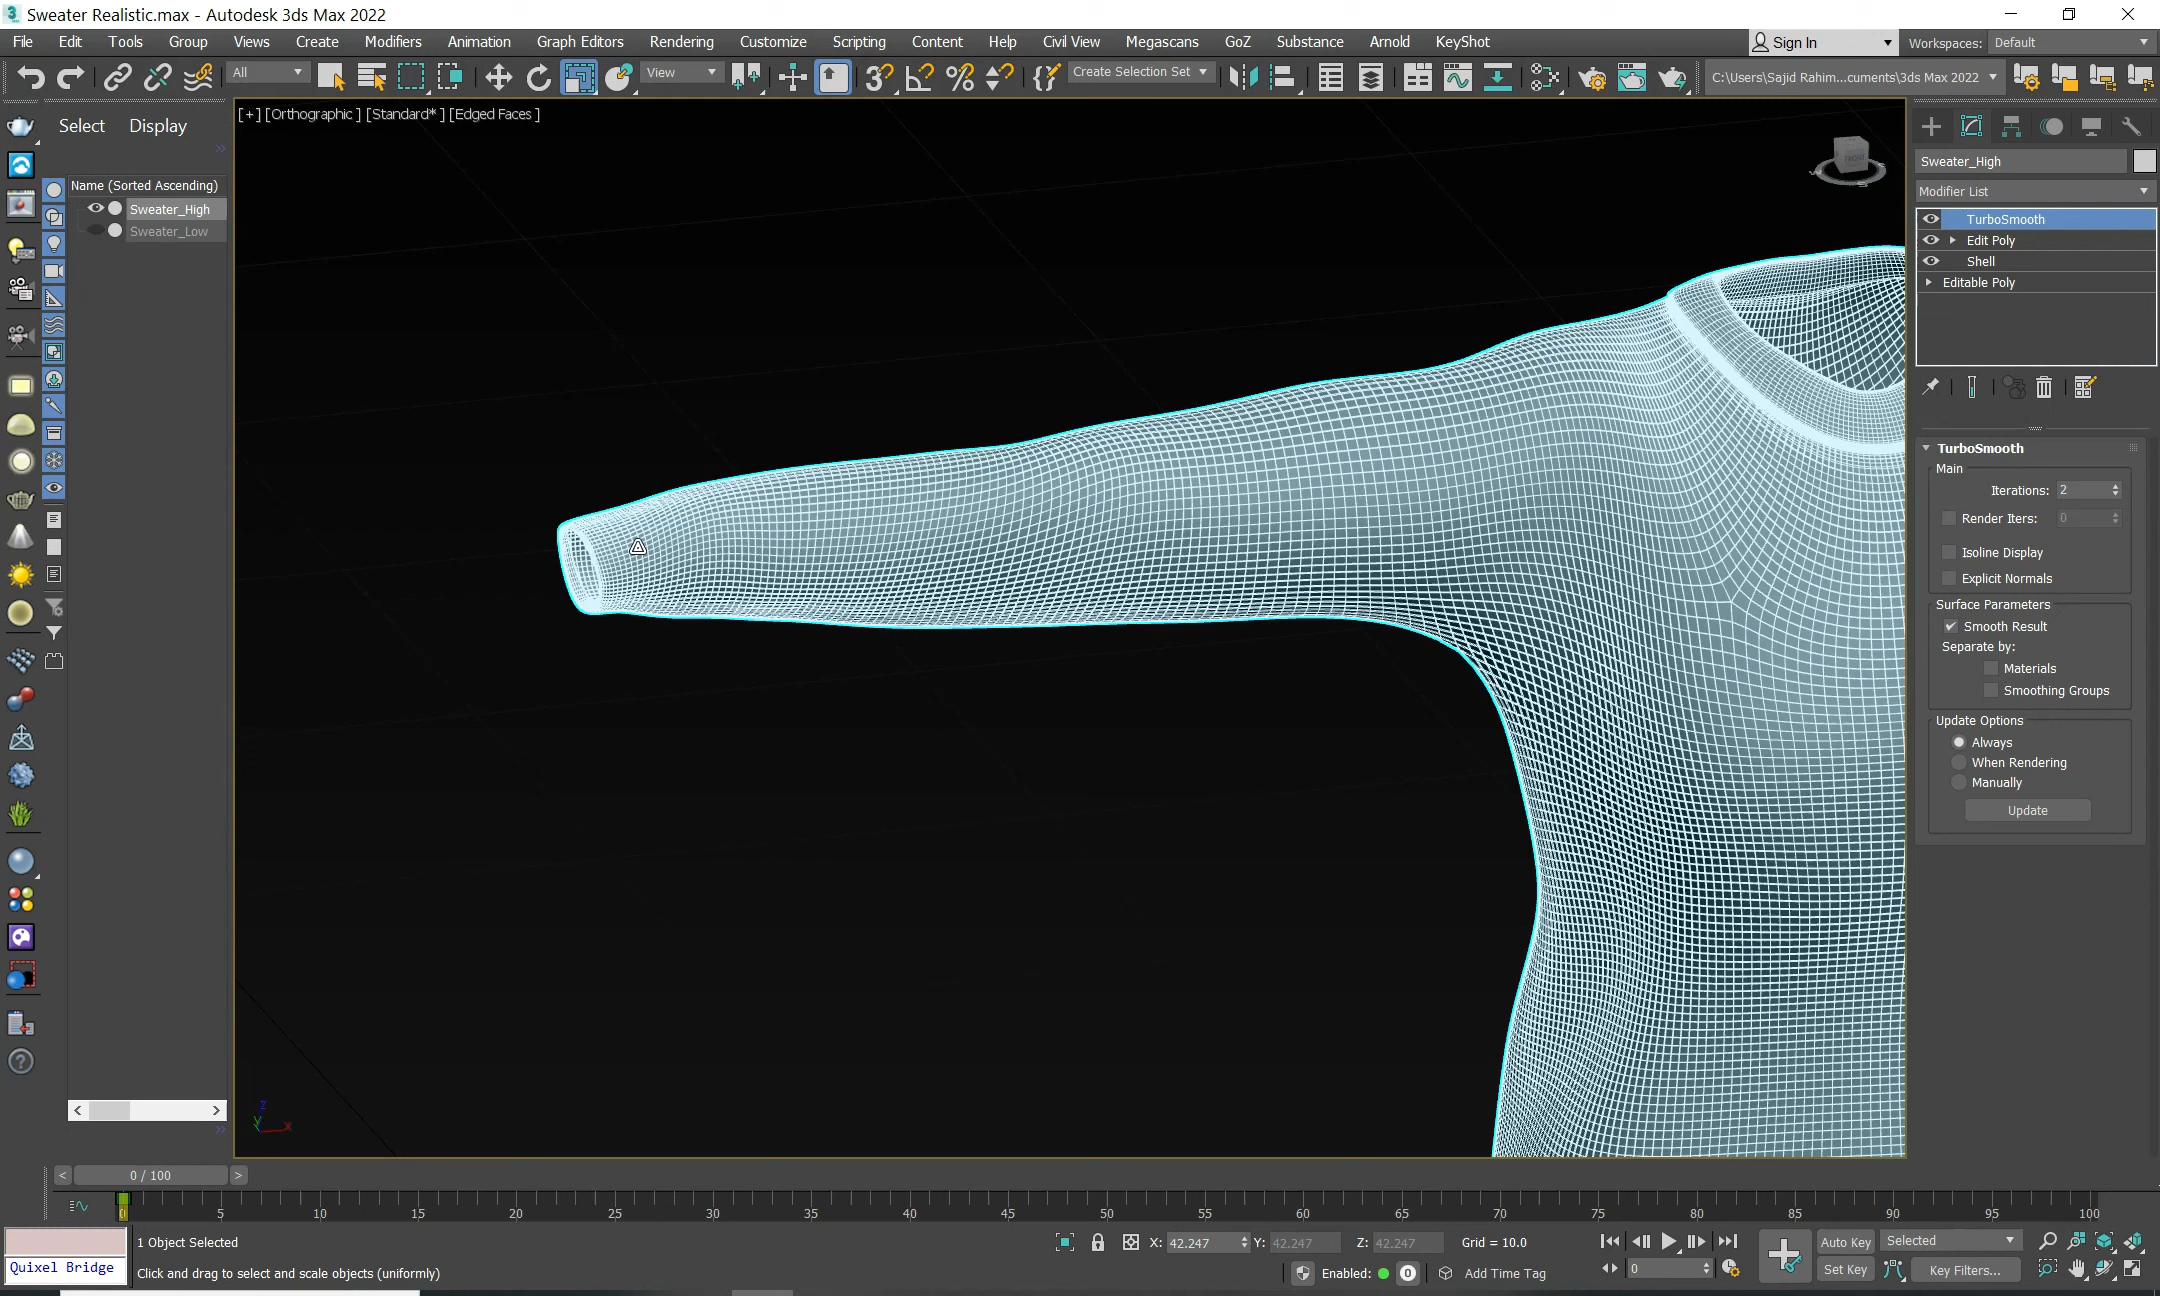 Sweater Realistic.max - Autodesk 3ds Max 2022
File Edit Tools Group Views Create Modifiers Animation Graph Editors Rendering Customize Scripting Content Help Civil View Megascans GoZ Substance Arnold KeyShot
Sign In Workspaces: Default
All View Create Selection Set C:\Users\Sajid Rahim...cuments\3ds Max 2022
[+] [Orthographic ] [Standard* ] [Edged Faces ]
Select Display
Name (Sorted Ascending)
Sweater_High
Sweater_Low
FRONT
Sweater_High
Modifier List
TurboSmooth
Edit Poly
Shell
Editable Poly
TurboSmooth
Main
Iterations: 2
Render Iters: 0
Isoline Display
Explicit Normals
Surface Parameters
Smooth Result
Separate by:
Materials
Smoothing Groups
Update Options
Always
When Rendering
Manually
Update
z
y x
< 0 / 100 >
0 5 10 15 20 25 30 35 40 45 50 55 60 65 70 75 80 85 90 95 100
1 Object Selected X: 42.247 Y: 42.247 Z: 42.247 Grid = 10.0 Auto Key Selected
Quixel Bridge Click and drag to select and scale objects (uniformly) Enabled: 0 Add Time Tag 0 Set Key Key Filters...